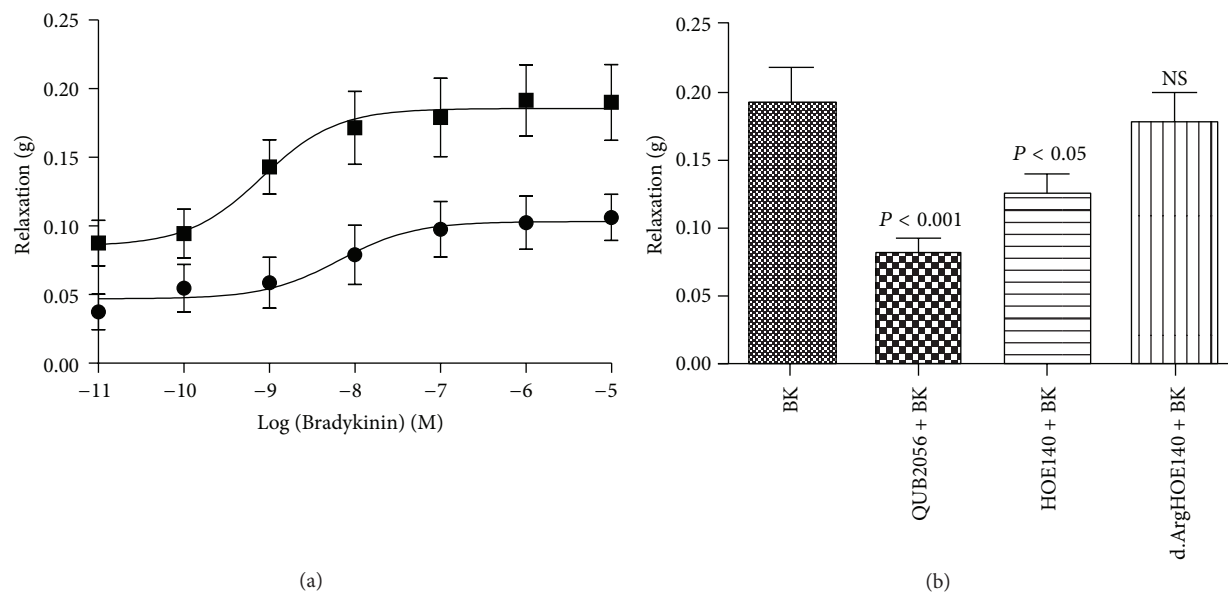 0.25
0.20
0.15
0.10
0.05
0.00
Relaxation (g)
−11
−10
−9
−8
−7
−6
−5
Log (Bradykinin) (M)
(a)
0.25
0.20
0.15
0.10
0.05
0.00
Relaxation (g)
P < 0.001
P < 0.05
NS
BK
QUB2056 + BK
HOE140 + BK
d.ArgHOE140 + BK
(b)